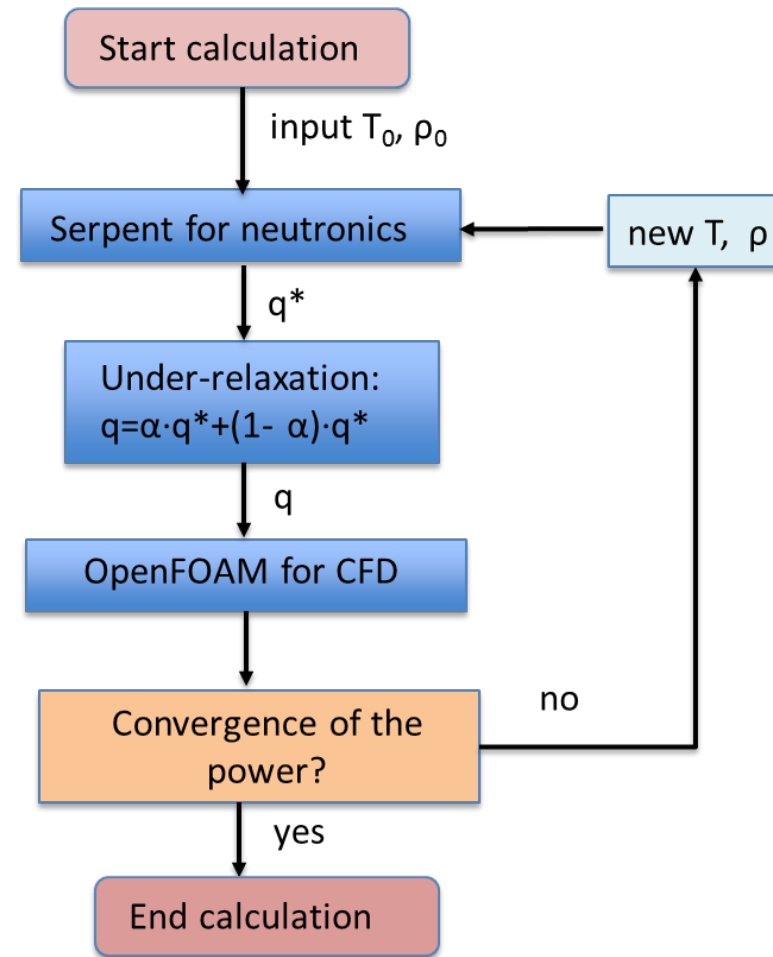 Start calculation
input T₀, ρ₀
Serpent for neutronics
new T, ρ
q*
Under-relaxation:
q=α·q*+(1- α)·q*
q
OpenFOAM for CFD
Convergence of the
power?
no
yes
End calculation